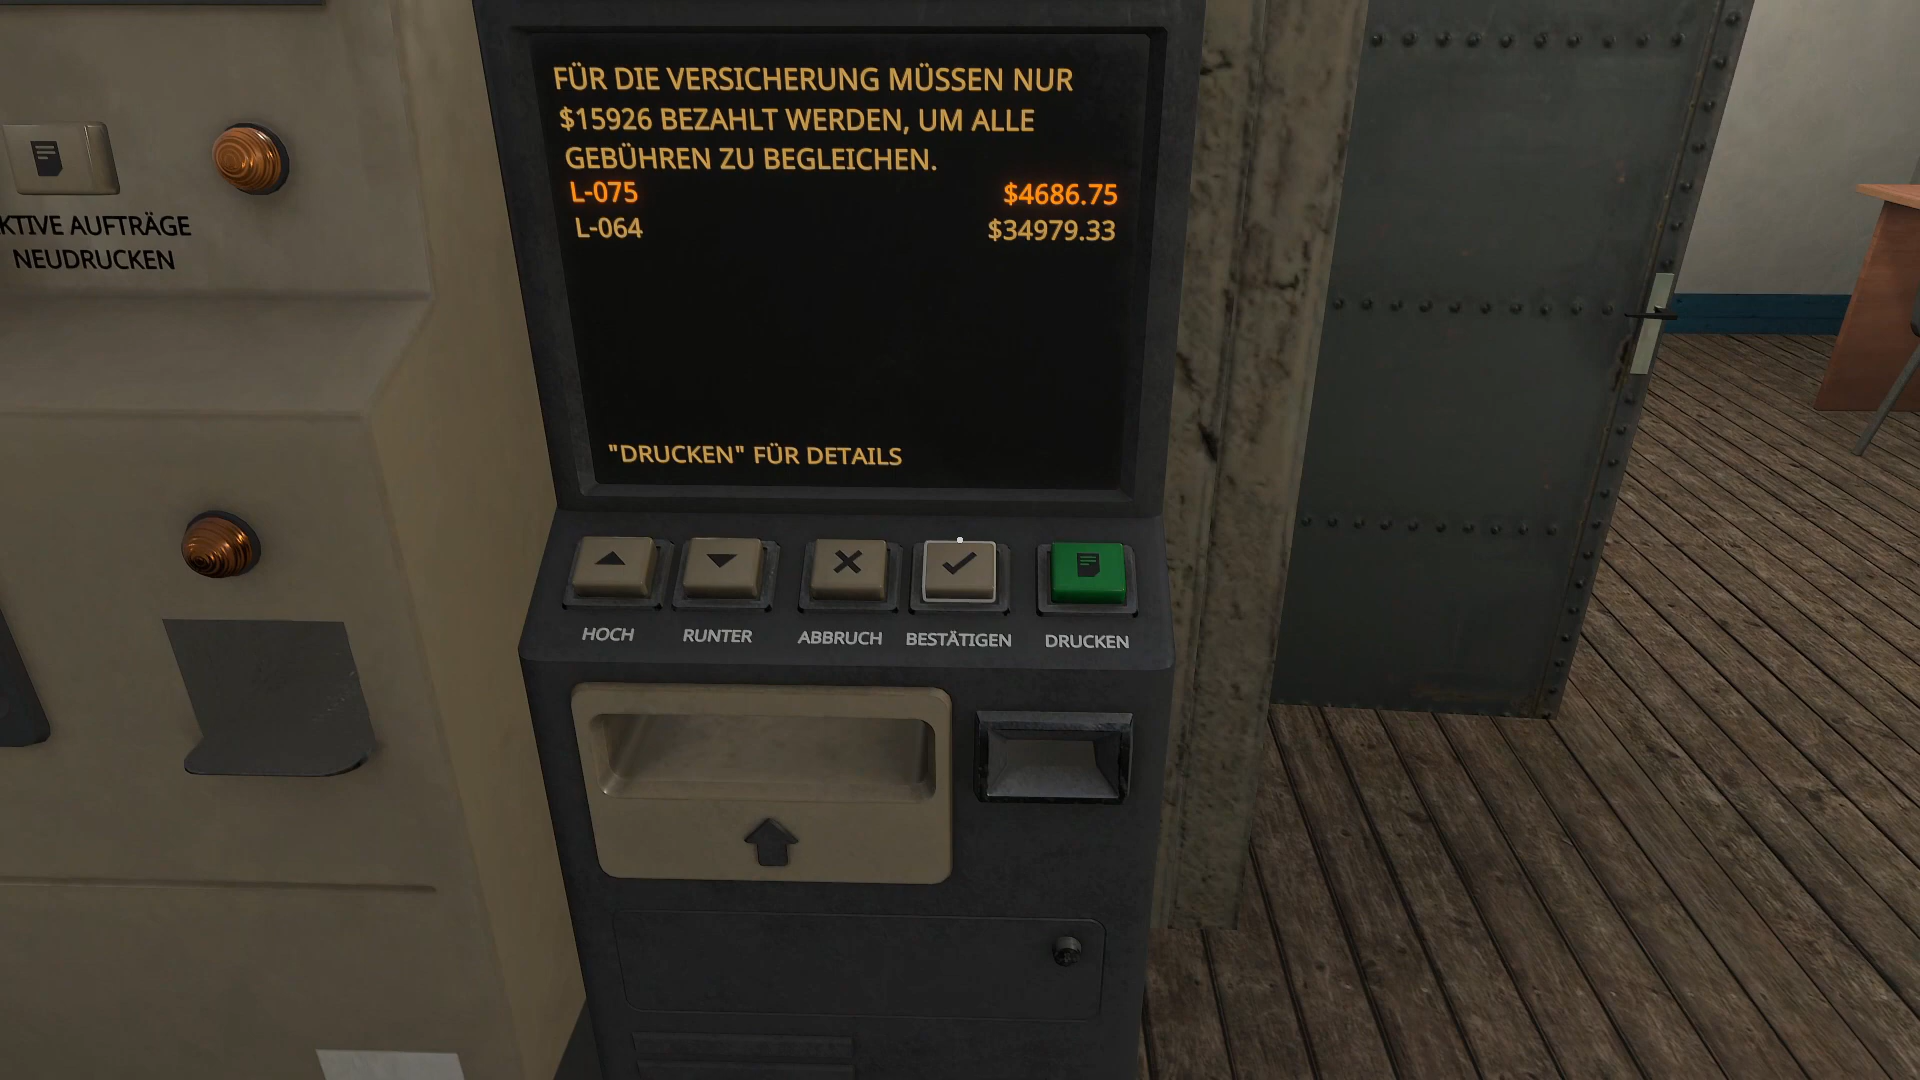 FÜR DIE VERSICHERUNG MÜSSEN NUR
$15926 BEZAHLT WERDEN, UM ALLE
GEBÜHREN ZU BEGLEICHEN.
L-075 $4686.75
L-064 $34979.33
"DRUCKEN" FÜR DETAILS
KTIVE AUFTRÄGE
NEUDRUCKEN
HOCH RUNTER ABBRUCH BESTÄTIGEN DRUCKEN